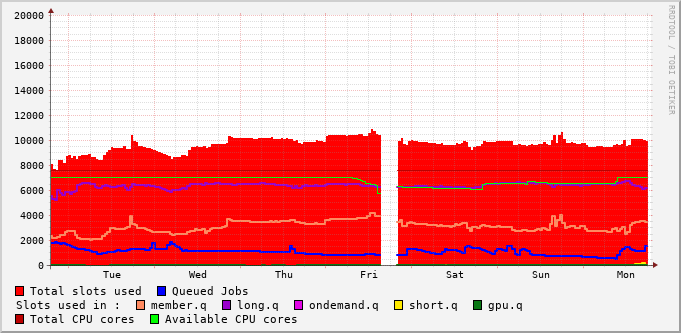 20000
18000
16000
14000
12000
10000
8000
6000
4000
2000
0
Tue Wed Thu Fri Sat Sun Mon
Total slots used Queued Jobs
Slots used in : member.q long.q ondemand.q short.q gpu.q
Total CPU cores Available CPU cores
RRDTOOL / TOBI OETIKER